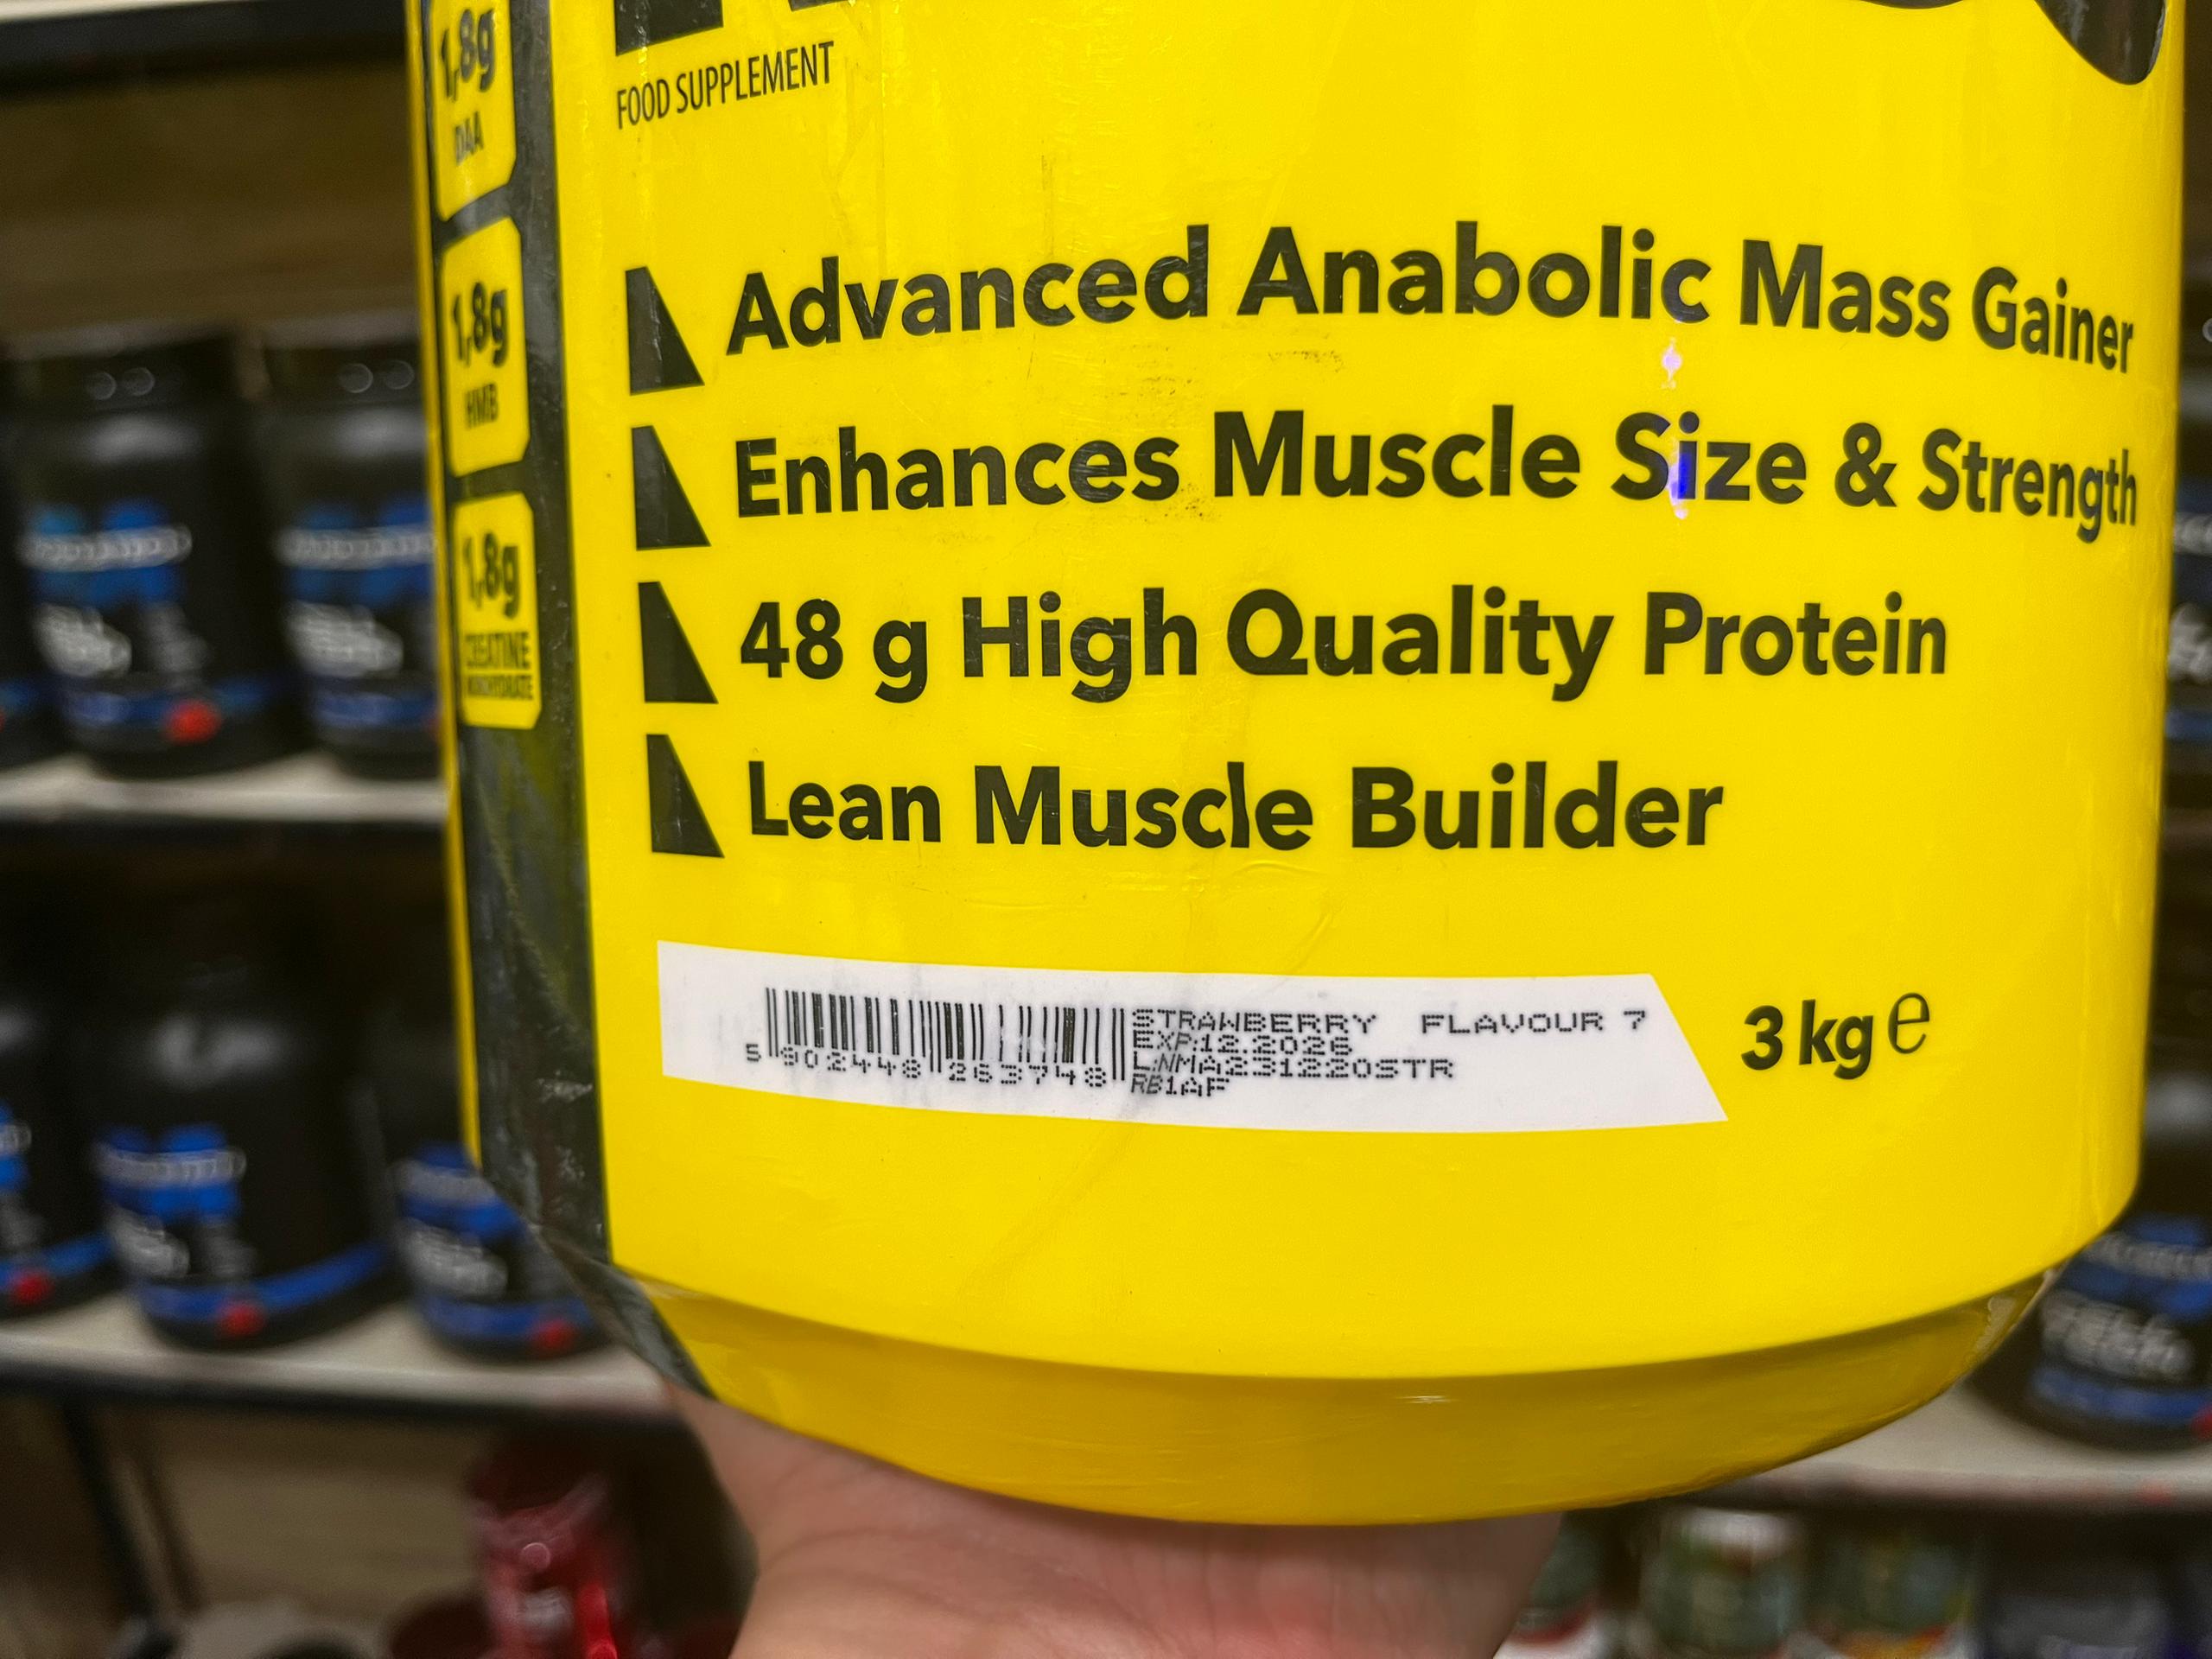 1,8g
DAA
1,8g
HMB
1,8g
CREATINE
MONOHYDRATE
FOOD SUPPLEMENT
Advanced Anabolic Mass Gainer
Enhances Muscle Size & Strength
48 g High Quality Protein
Lean Muscle Builder
5 902448 253748
STRAWBERRY FLAVOUR 7
EXP:12.2026
L:NMA231220STR
RB1AF
3 kg e